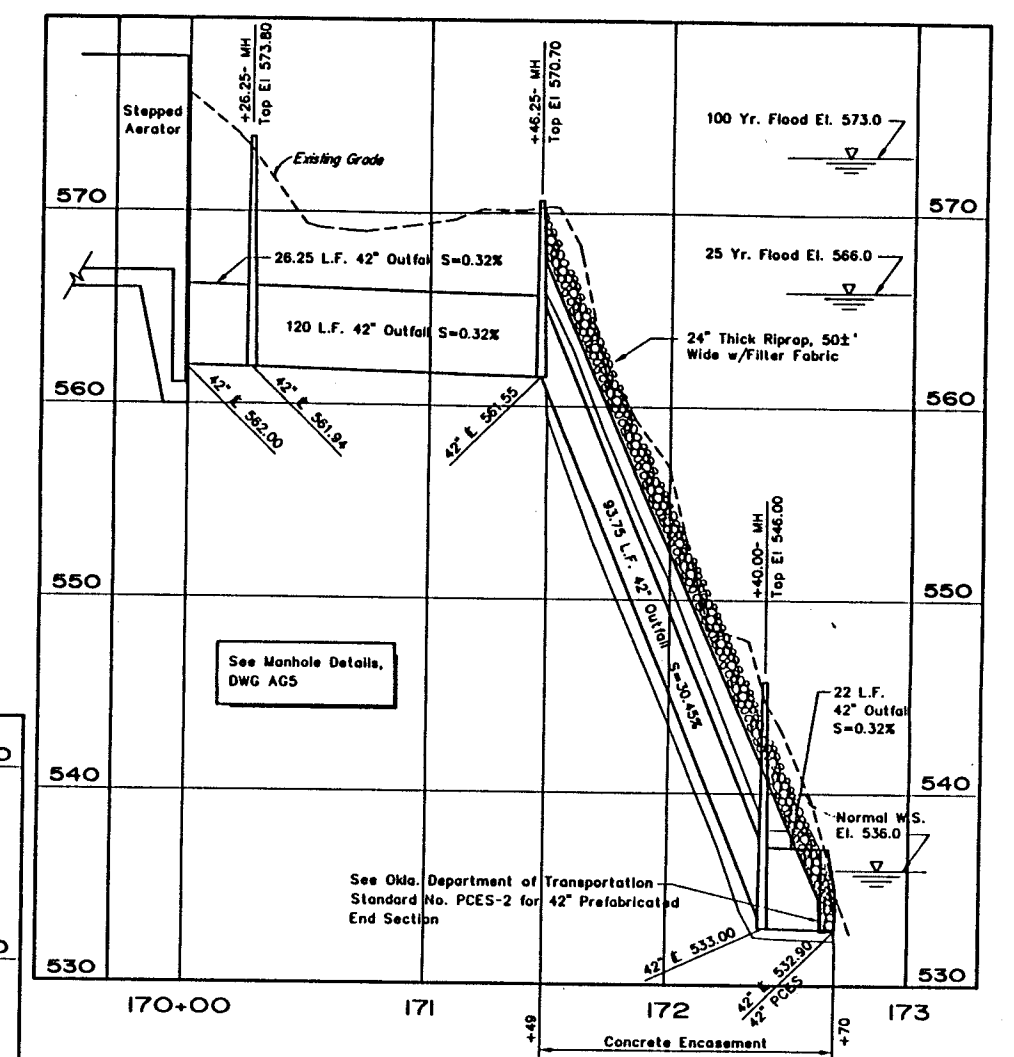 Stepped
Aerator
+26.25- MH
Top El 573.80
+46.25- MH
Top El 570.70
100 Yr. Flood El. 573.0
Existing Grade
570
570
26.25 L.F. 42" Outfall S=0.32%
25 Yr. Flood El. 566.0
120 L.F. 42" Outfall S=0.32%
24" Thick Riprap, 50±'
Wide w/Filter Fabric
560
560
42" ℄ 562.00
42" ℄ 561.94
42" ℄ 561.55
93.75 L.F. 42" Outfall S=30.45%
+40.00- MH
Top El 546.00
550
550
See Manhole Details,
DWG AG5
22 L.F.
42" Outfall
S=0.32%
540
540
Normal W.S.
El. 536.0
See Okla. Department of Transportation
Standard No. PCES-2 for 42" Prefabricated
End Section
42" ℄ 533.00
42" ℄ 532.90
42" PCES
530
530
170+00
171
172
173
+49
+70
Concrete Encasement
0
0